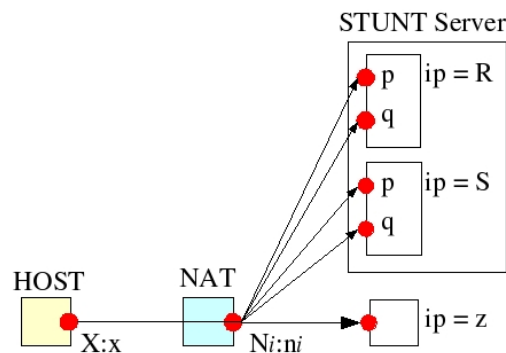 STUNT Server
p ip = R
q
p ip = S
q
HOST NAT
X:x Ni:ni ip = z